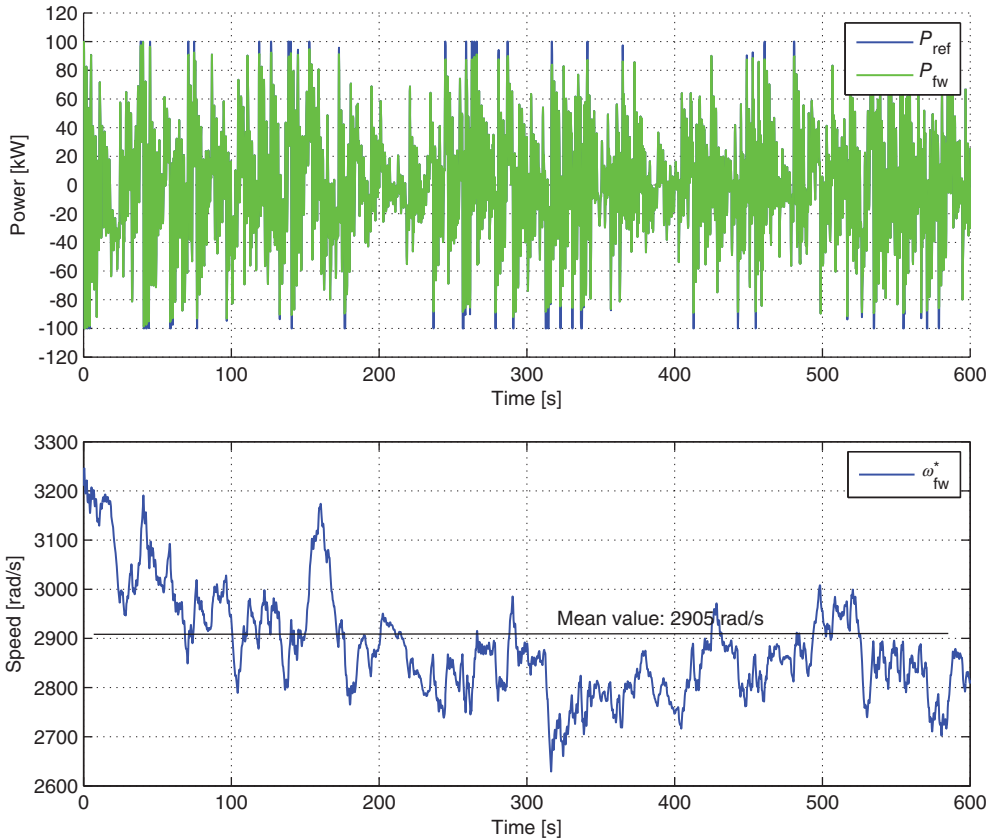 120
100
80
60
40
20
0
-20
-40
-60
-80
-100
-120
Power [kW]
P_ref
P_fw
0 100 200 300 400 500 600
Time [s]
3300
3200
3100
3000
2900
2800
2700
2600
Speed [rad/s]
ω*_fw
Mean value: 2905 rad/s
0 100 200 300 400 500 600
Time [s]